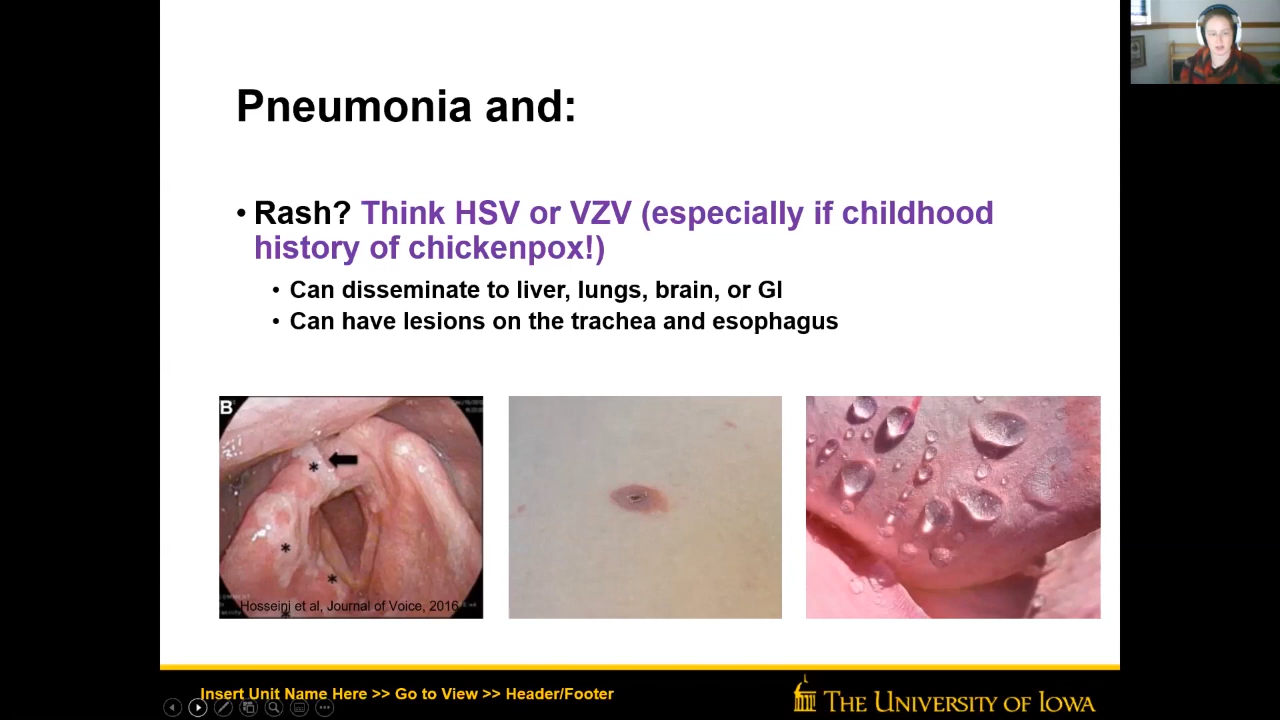 Pneumonia and:
• Rash? Think HSV or VZV (especially if childhood
history of chickenpox!)
• Can disseminate to liver, lungs, brain, or GI
• Can have lesions on the trachea and esophagus
B
*
*
*
Hosseini et al, Journal of Voice, 2016
*
Insert Unit Name Here >> Go to View >> Header/Footer
THE UNIVERSITY OF IOWA